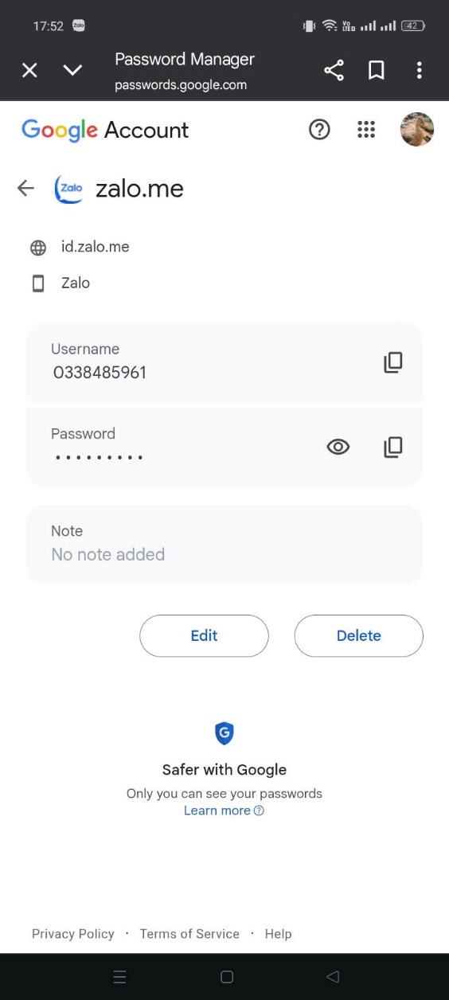 17:52 Zalo Vo LTED 42
Password Manager
passwords.google.com
Google Account
Zalo zalo.me
id.zalo.me
Zalo
Username
0338485961
Password
•••••••••
Note
No note added
Edit Delete
G
Safer with Google
Only you can see your passwords
Learn more
Privacy Policy · Terms of Service · Help